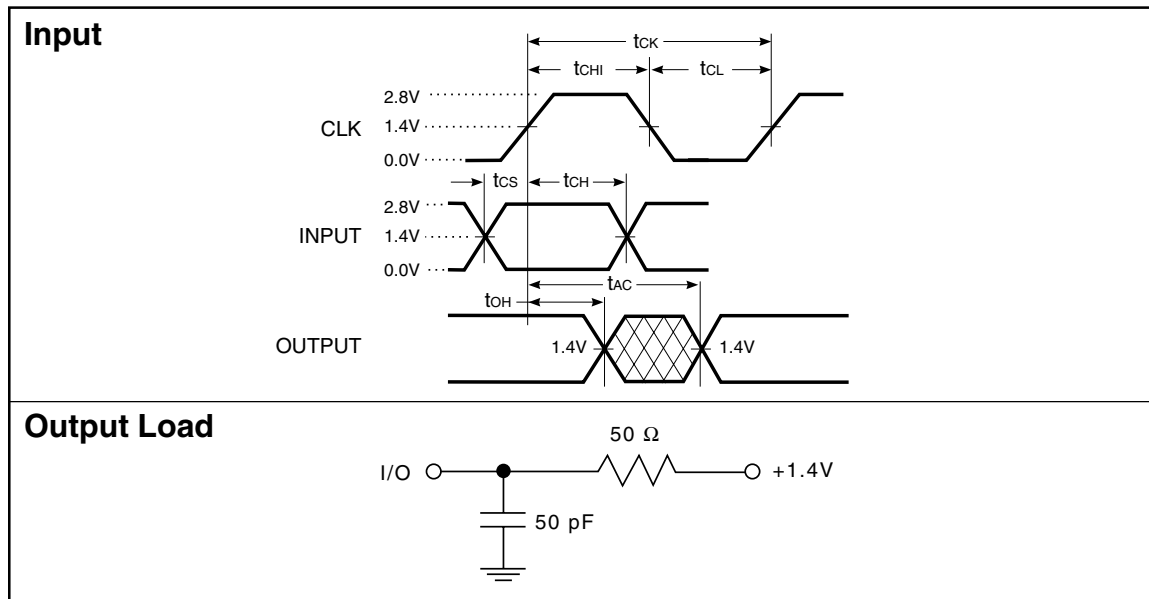 Input
tCK
tCHI tCL
2.8V
CLK 1.4V
0.0V
tCS tCH
2.8V
INPUT 1.4V
0.0V
tAC
tOH
OUTPUT 1.4V 1.4V
Output Load
50 Ω
I/O +1.4V
50 pF